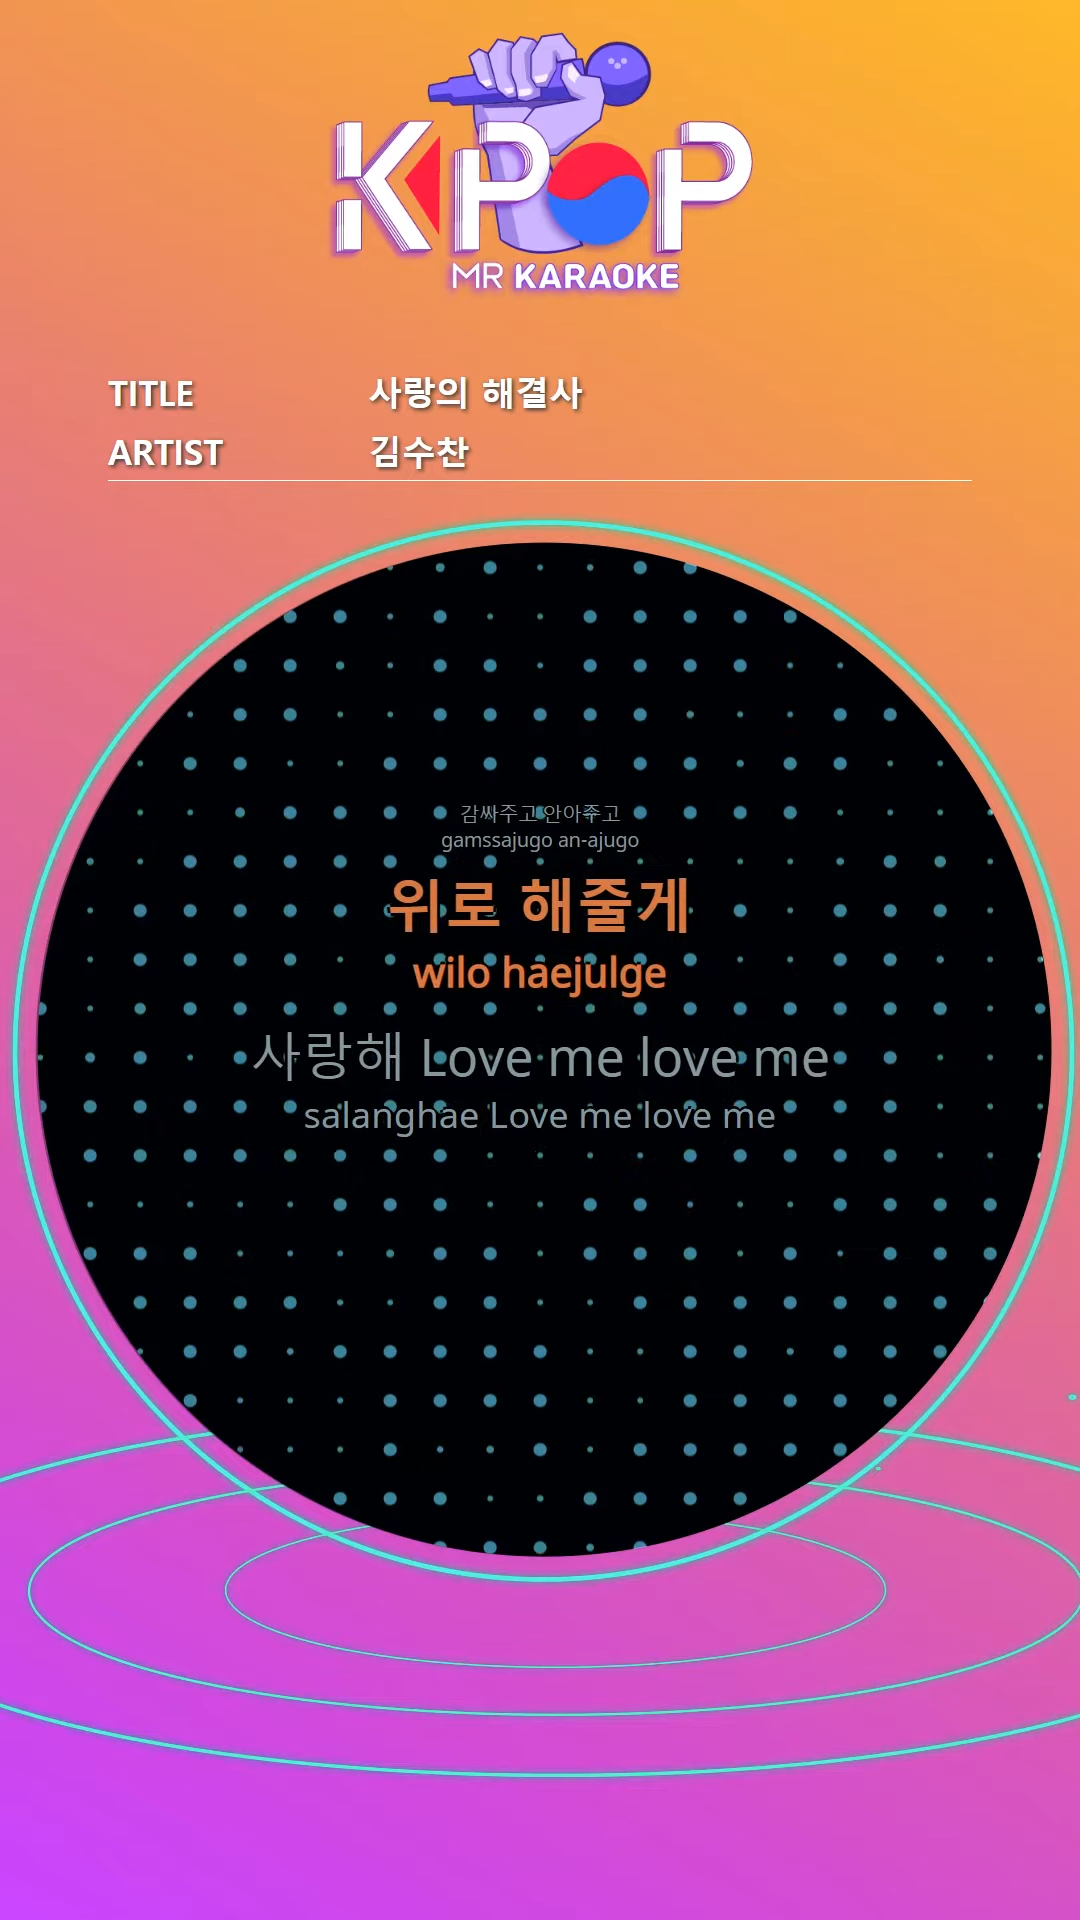 KPOP
MR KARAOKE
TITLE 사랑의 해결사
ARTIST 김수찬
감싸주고 안아주고
gamssajugo an-ajugo
위로 해줄게
wilo haejulge
사랑해 Love me love me
salanghae Love me love me